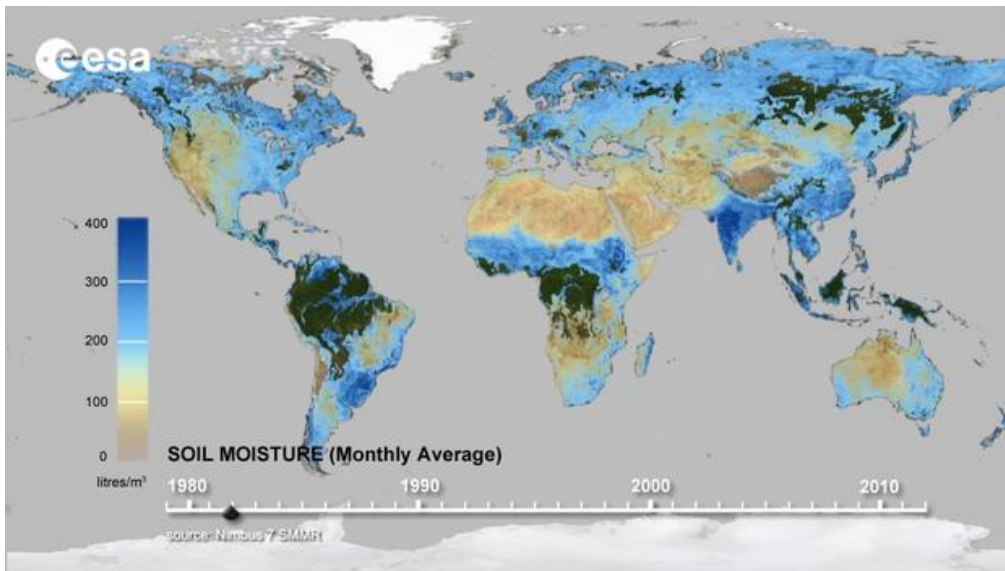 esa
400
300
200
100
0
litres/m³
SOIL MOISTURE (Monthly Average)
1980 1990 2000 2010
source: Nimbus 7 SMMR